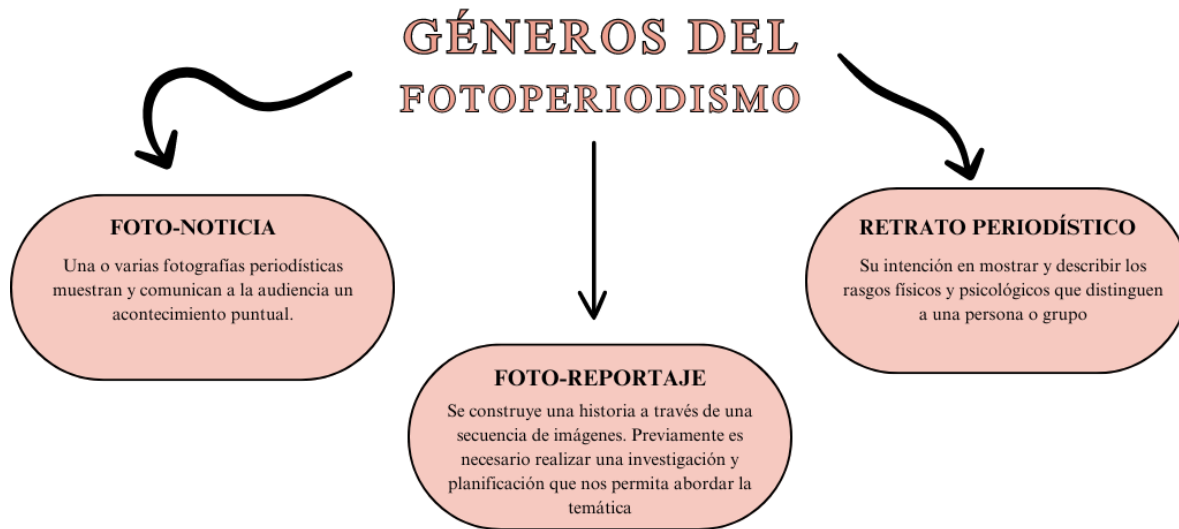 GÉNEROS DEL
FOTOPERIODISMO
FOTO-NOTICIA
Una o varias fotografías periodísticas
muestran y comunican a la audiencia un
acontecimiento puntual.
FOTO-REPORTAJE
Se construye una historia a través de una
secuencia de imágenes. Previamente es
necesario realizar una investigación y
planificación que nos permita abordar la
temática
RETRATO PERIODÍSTICO
Su intención en mostrar y describir los
rasgos físicos y psicológicos que distinguen
a una persona o grupo